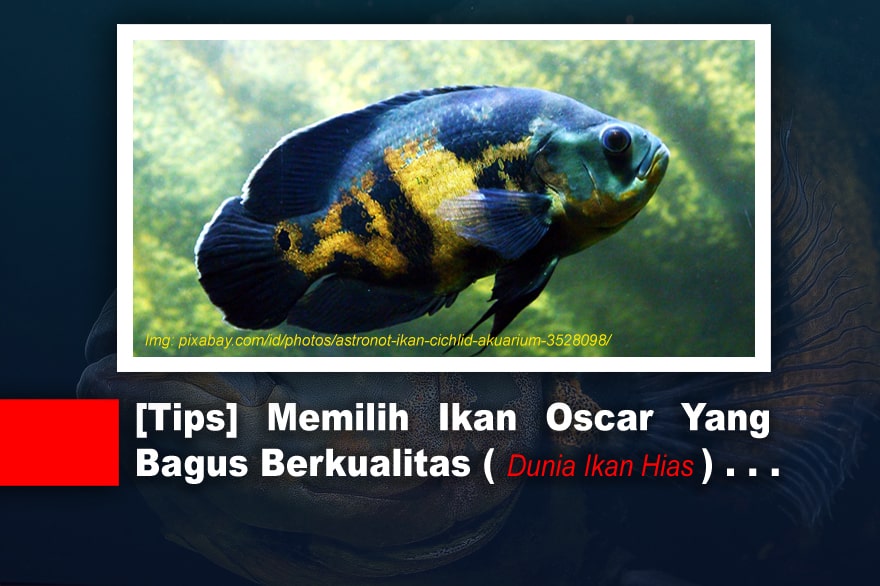 Img: pixabay.com/id/photos/astronot-ikan-cichlid-akuarium-3528098/
[Tips] Memilih Ikan Oscar Yang
Bagus Berkualitas ( Dunia Ikan Hias ) . . .